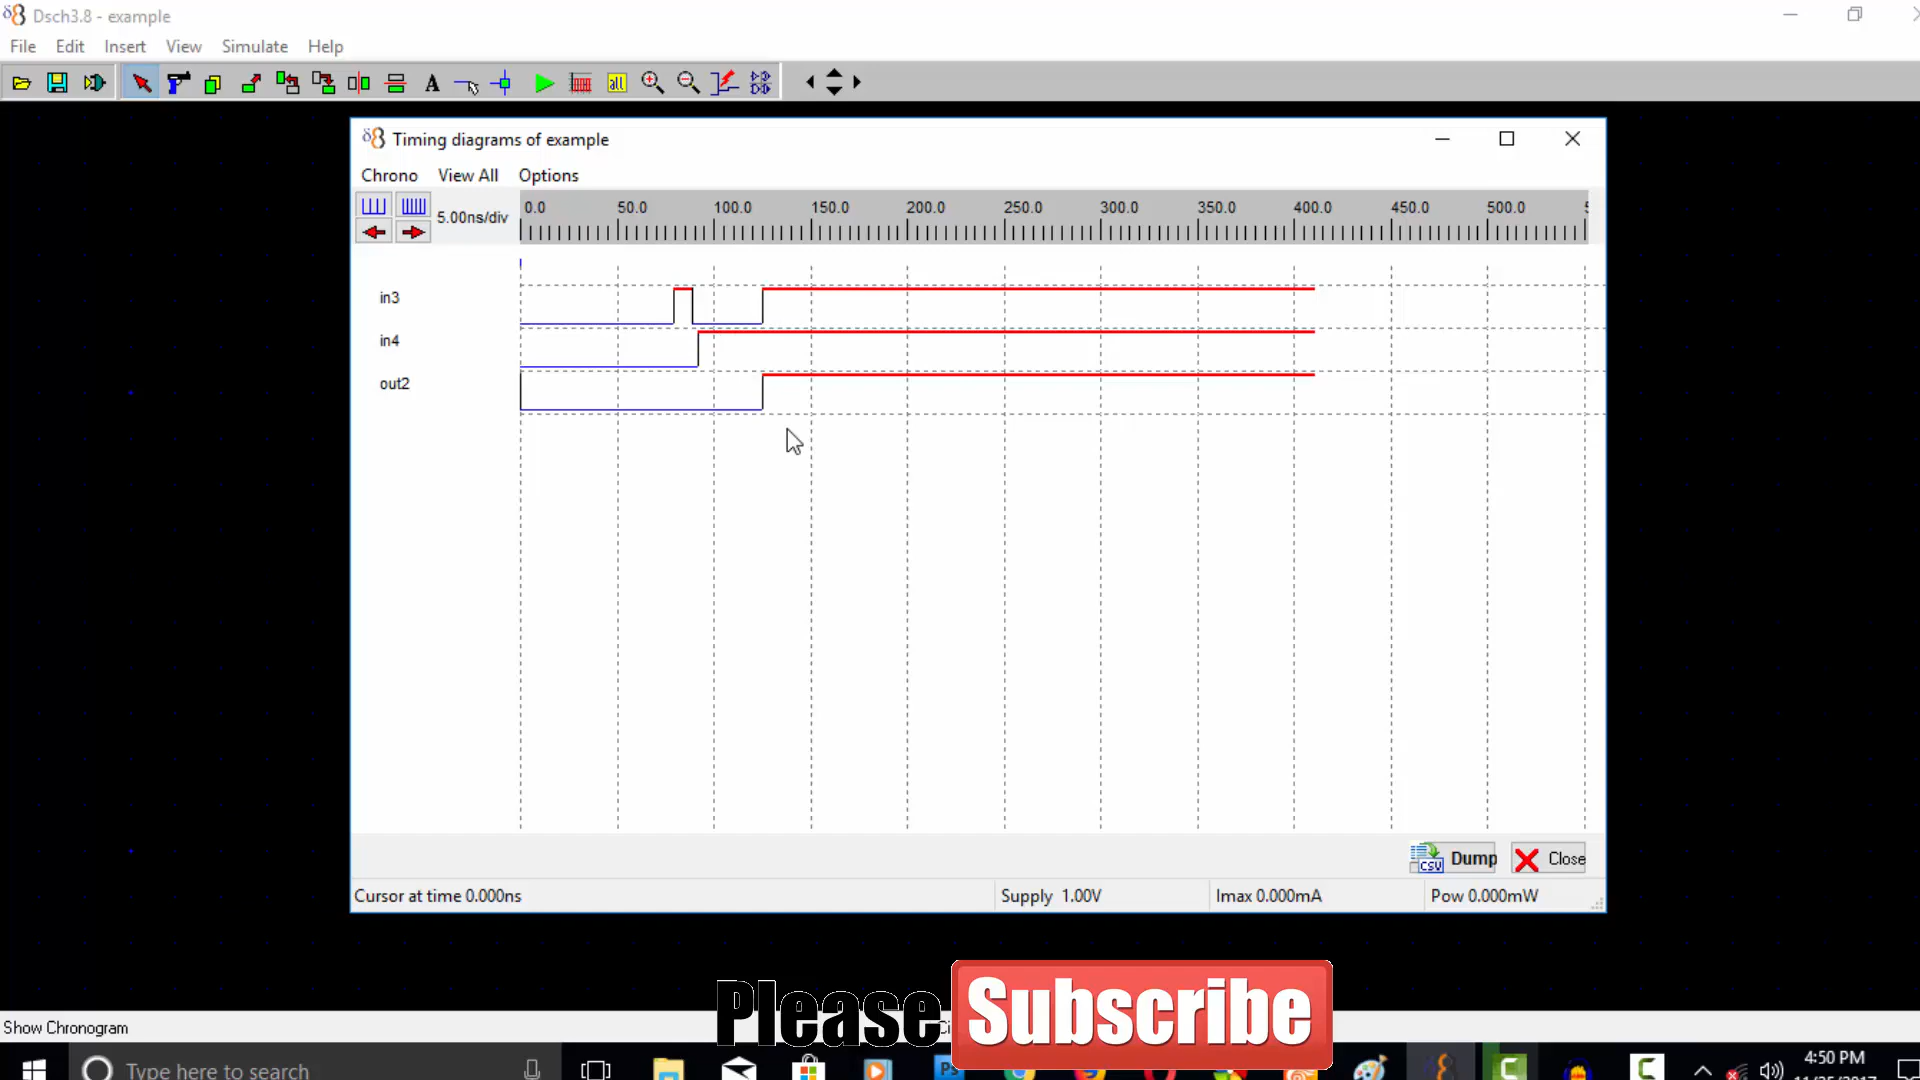 Dsch3.8 - example
File Edit Insert View Simulate Help
A all
Timing diagrams of example
Chrono View All Options
5.00ns/div 0.0 50.0 100.0 150.0 200.0 250.0 300.0 350.0 400.0 450.0 500.0
in3
in4
out2
CSV Dump Close
Cursor at time 0.000ns Supply 1.00V Imax 0.000mA Pow 0.000mW
Please Subscribe
Show Chronogram
Type here to search
4:50 PM